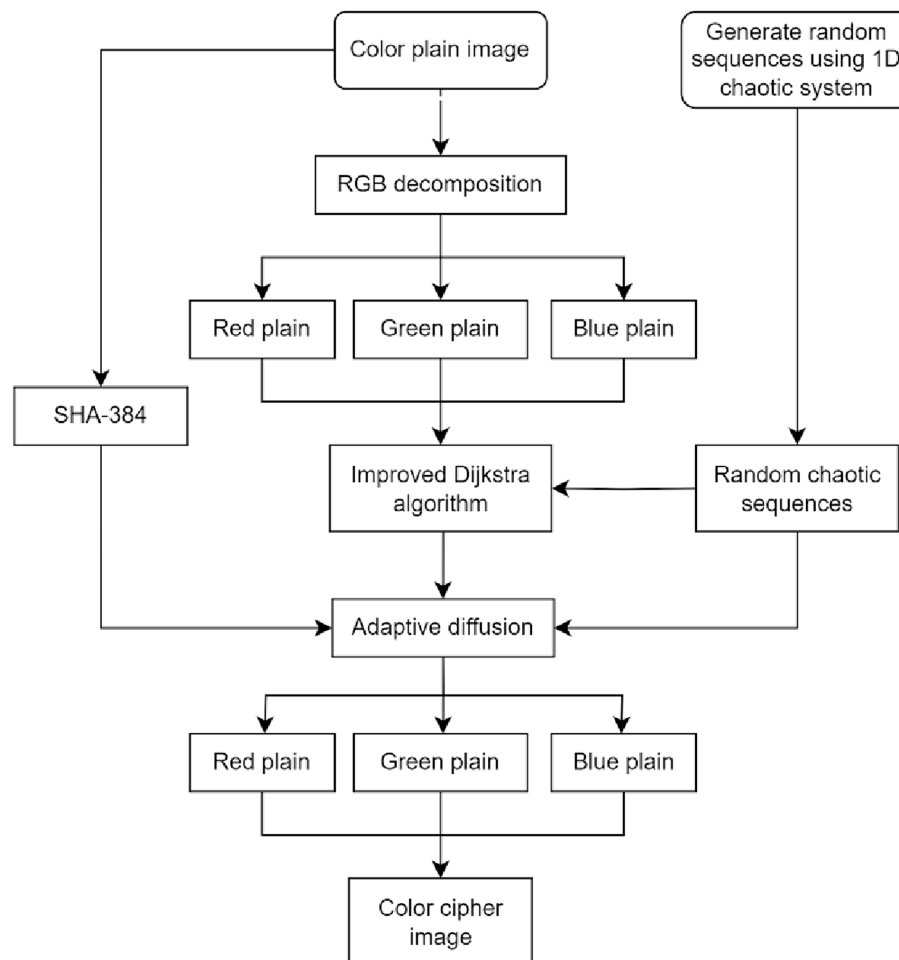 Color plain image
Generate random
sequences using 1D
chaotic system
RGB decomposition
Red plain
Green plain
Blue plain
SHA-384
Improved Dijkstra
algorithm
Random chaotic
sequences
Adaptive diffusion
Red plain
Green plain
Blue plain
Color cipher
image